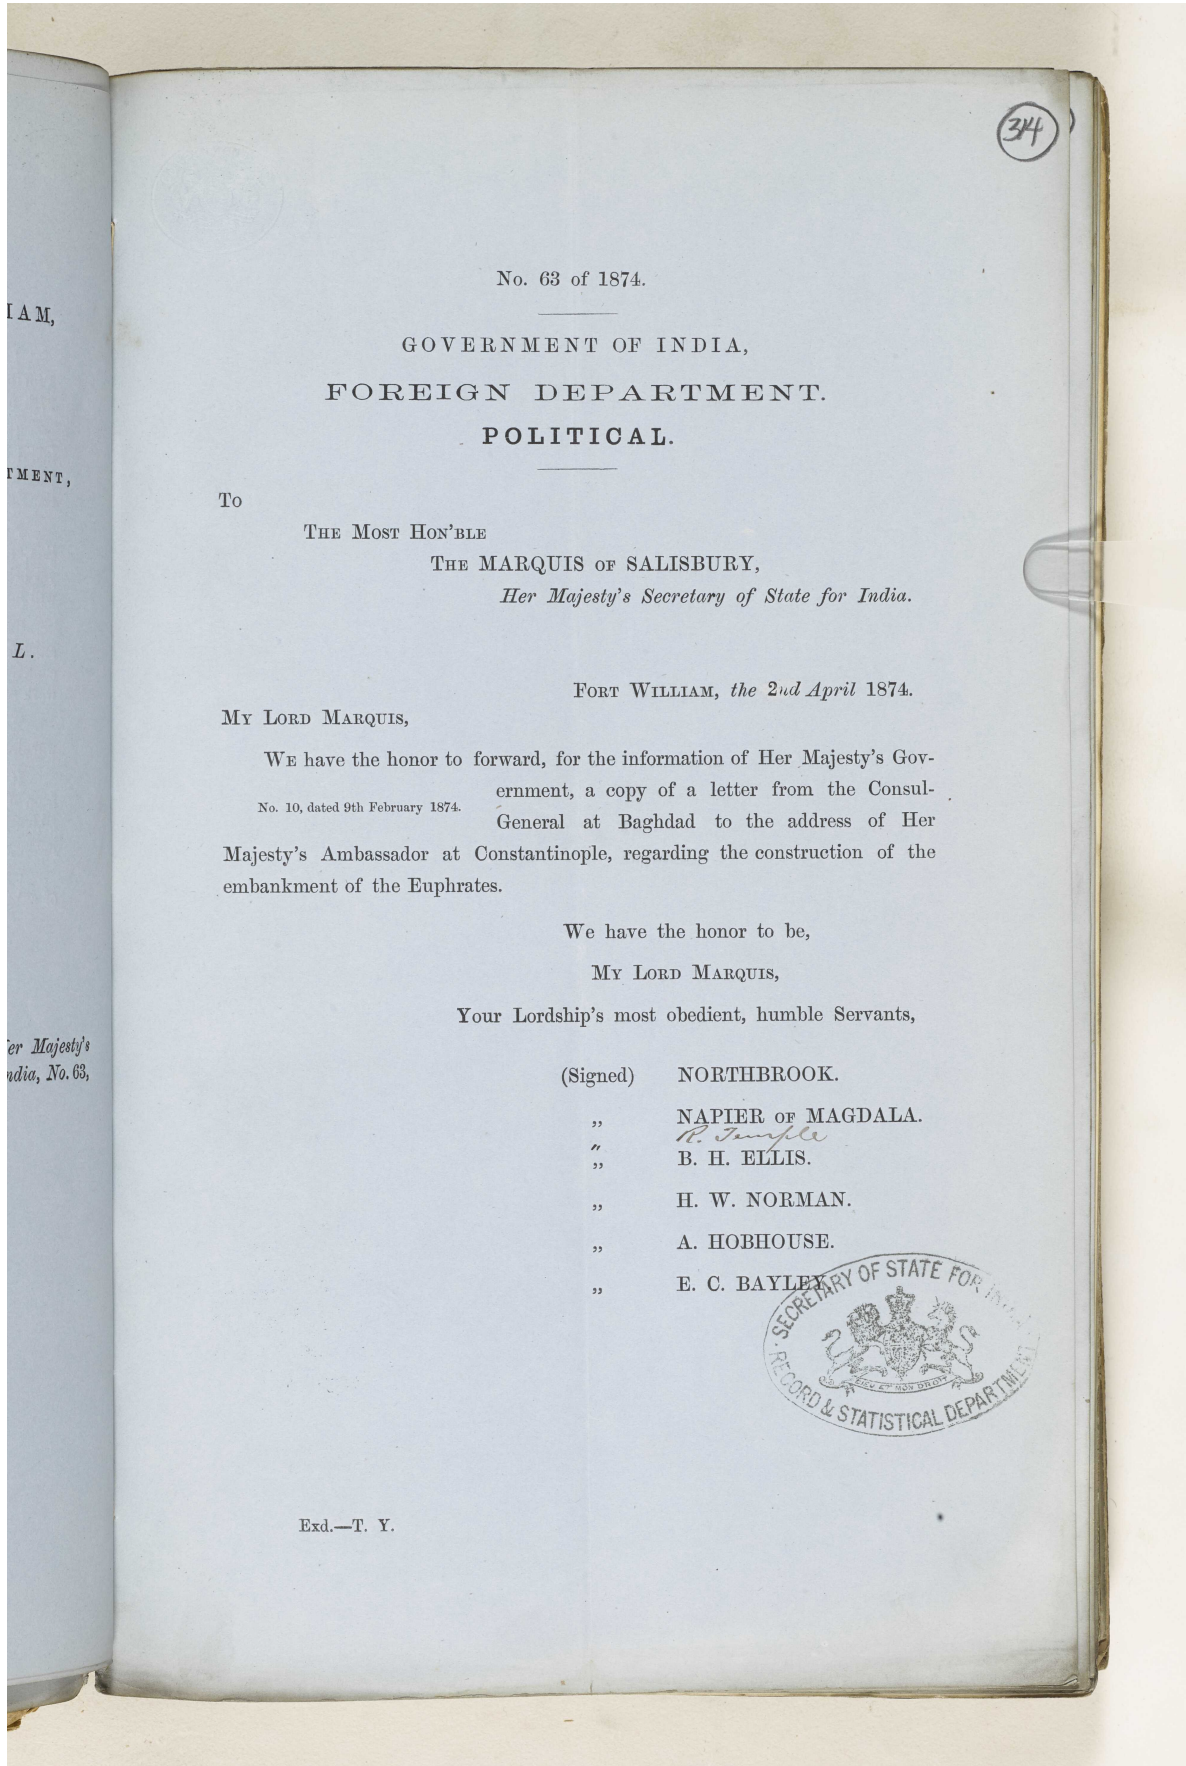 314
No. 63 of 1874.
GOVERNMENT OF INDIA,
FOREIGN DEPARTMENT.
POLITICAL.
To
THE MOST HON'BLE
THE MARQUIS OF SALISBURY,
Her Majesty's Secretary of State for India.
FORT WILLIAM, the 2nd April 1874.
MY LORD MARQUIS,
WE have the honor to forward, for the information of Her Majesty's Gov-
ernment, a copy of a letter from the Consul-
No. 10, dated 9th February 1874.
General at Baghdad to the address of Her
Majesty's Ambassador at Constantinople, regarding the construction of the
embankment of the Euphrates.
We have the honor to be,
MY LORD MARQUIS,
Your Lordship's most obedient, humble Servants,
(Signed) NORTHBROOK.
„ NAPIER OF MAGDALA.
„ R. Temple
„ B. H. ELLIS.
„ H. W. NORMAN.
„ A. HOBHOUSE.
„ E. C. BAYLEY.
SECRETARY OF STATE FOR INDIA
RECORD & STATISTICAL DEPARTMENT
DIEU ET MON DROIT
Exd.—T. Y.
IAM,
TMENT,
L.
er Majesty's
ndia, No. 63,